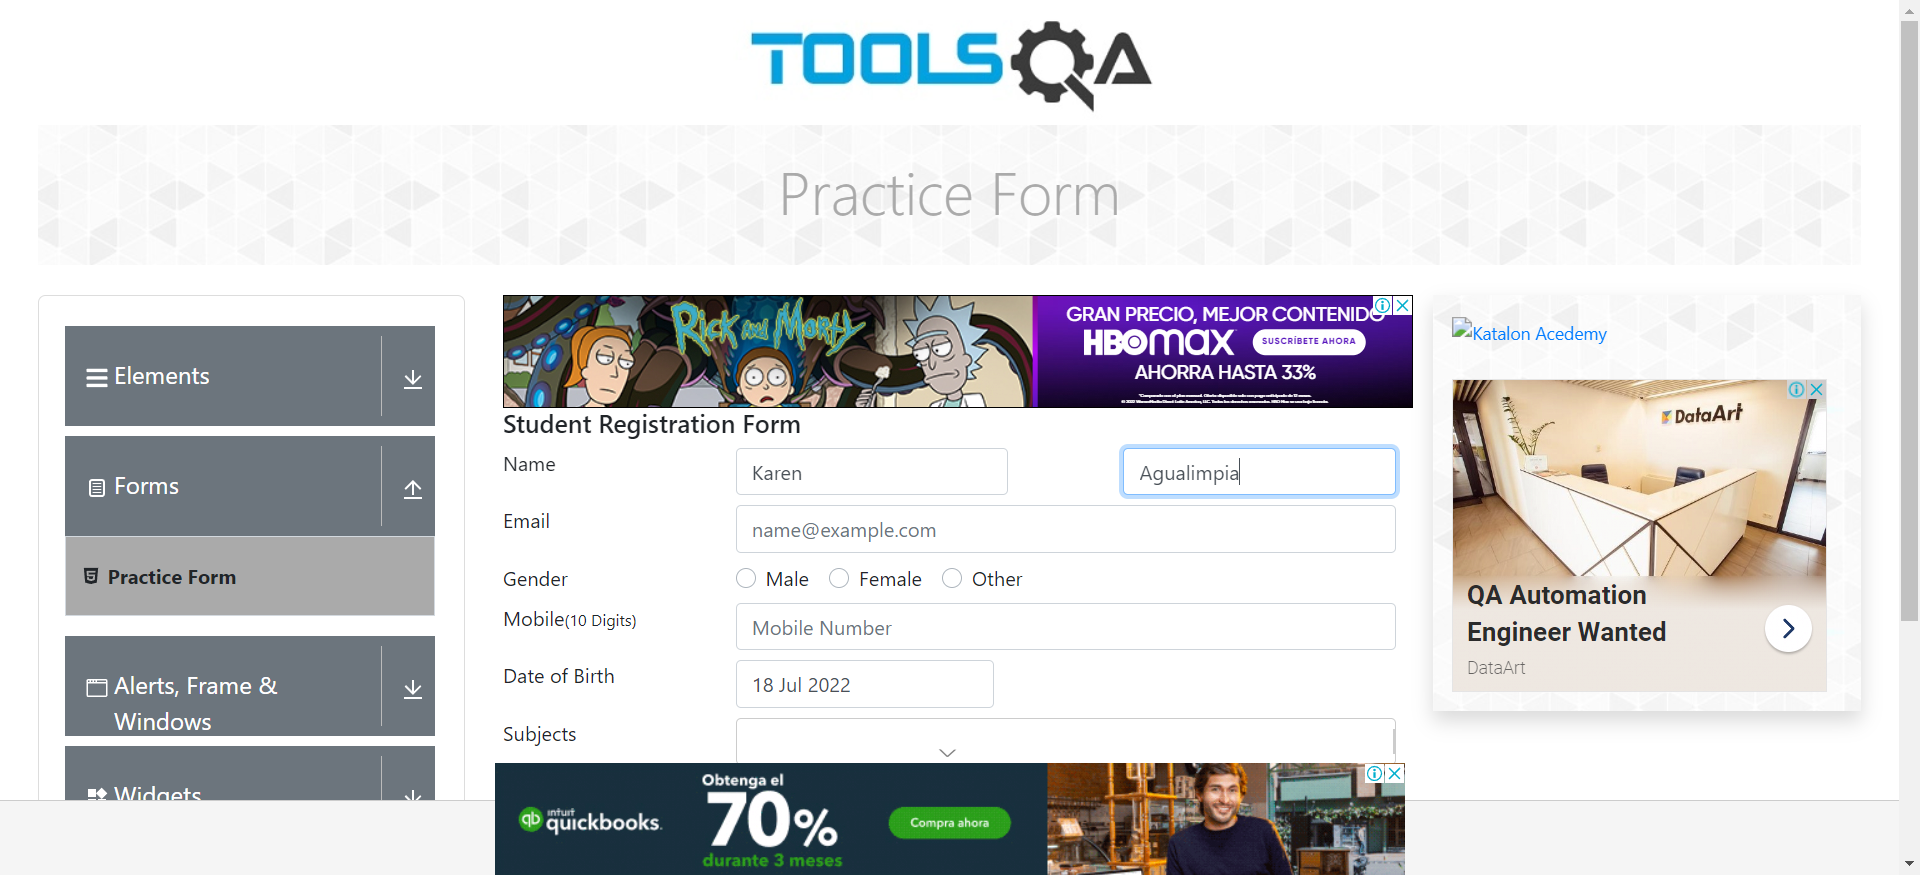 TOOLSQA
Practice Form
Elements
Forms
Practice Form
Alerts, Frame &
Windows
Widgets
Rick and Morty
GRAN PRECIO, MEJOR CONTENIDO
HBOMAX
SUSCRÍBETE AHORA
AHORRA HASTA 33%
Student Registration Form
Name
Karen
Agualimpia
Email
name@example.com
Gender
Male
Female
Other
Mobile(10 Digits)
Mobile Number
Date of Birth
18 Jul 2022
Subjects
Katalon Acedemy
DataArt
QA Automation
Engineer Wanted
DataArt
intuit
quickbooks.
Obtenga el
70%
durante 3 meses
Compra ahora